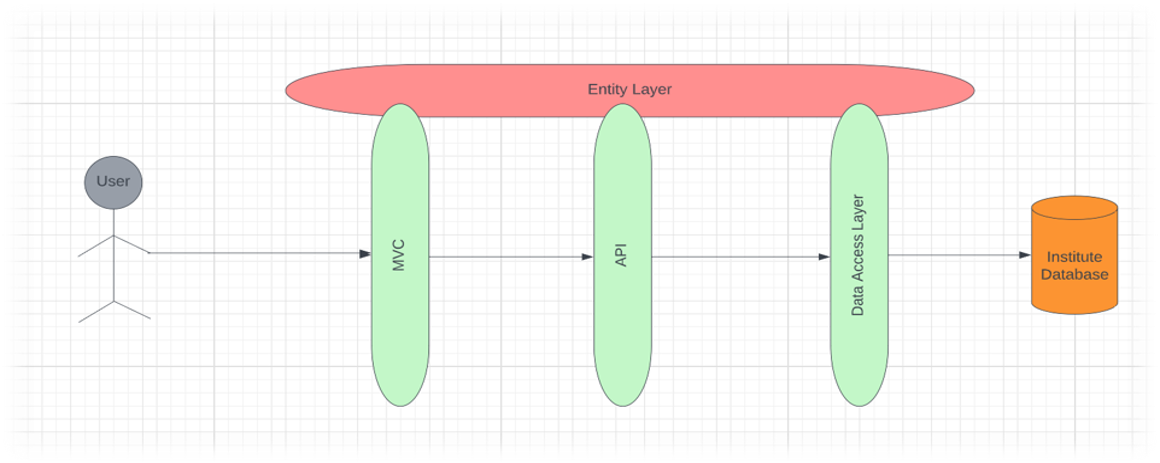 Entity Layer
User
MVC
API
Data Access Layer
Institute
Database